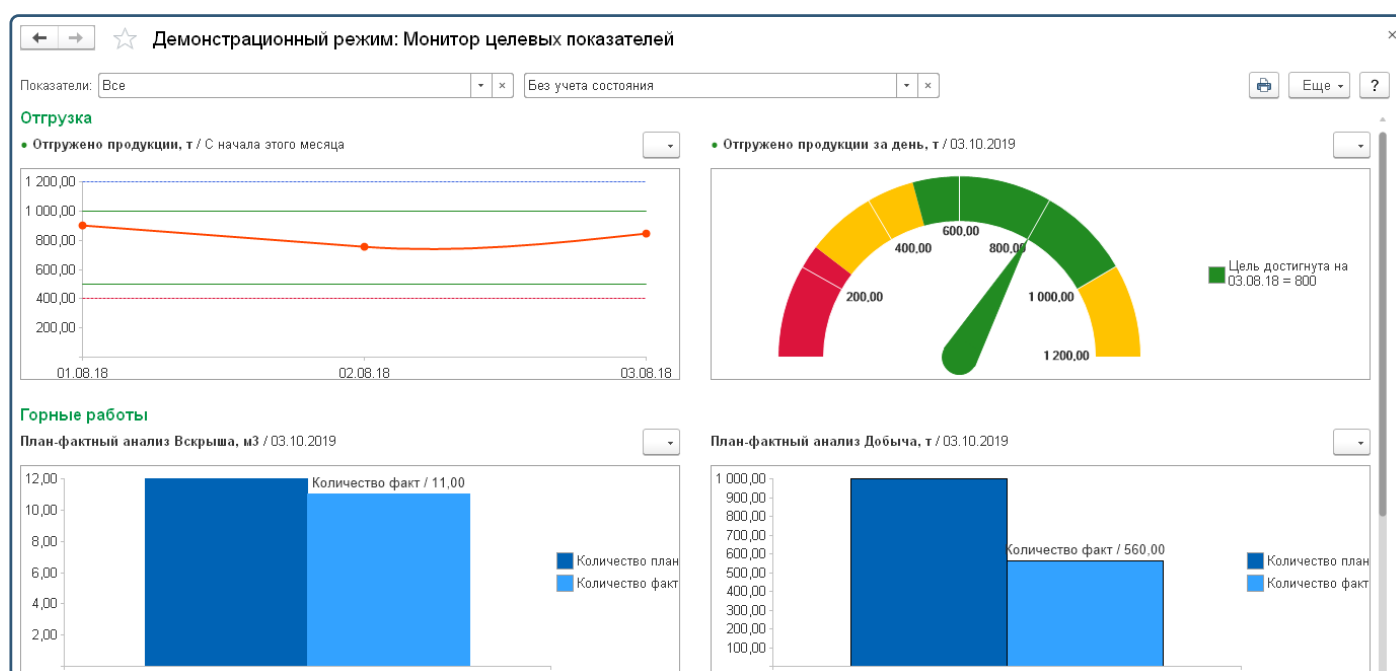 Демонстрационный режим: Монитор целевых показателей
Показатели: Все Без учета состояния Еще ?
Отгрузка
• Отгружено продукции, т / С начала этого месяца
1 200,00
1 000,00
800,00
600,00
400,00
200,00
01.08.18 02.08.18 03.08.18
• Отгружено продукции за день, т / 03.10.2019
200,00
400,00
600,00
800,00
1 000,00
1 200,00
Цель достигнута на
03.08.18 = 800
Горные работы
План-фактный анализ Вскрыша, м3 / 03.10.2019
12,00
10,00
8,00
6,00
4,00
2,00
Количество факт / 11,00
Количество план
Количество факт
План-фактный анализ Добыча, т / 03.10.2019
1 000,00
900,00
800,00
700,00
600,00
500,00
400,00
300,00
200,00
100,00
Количество факт / 560,00
Количество план
Количество факт